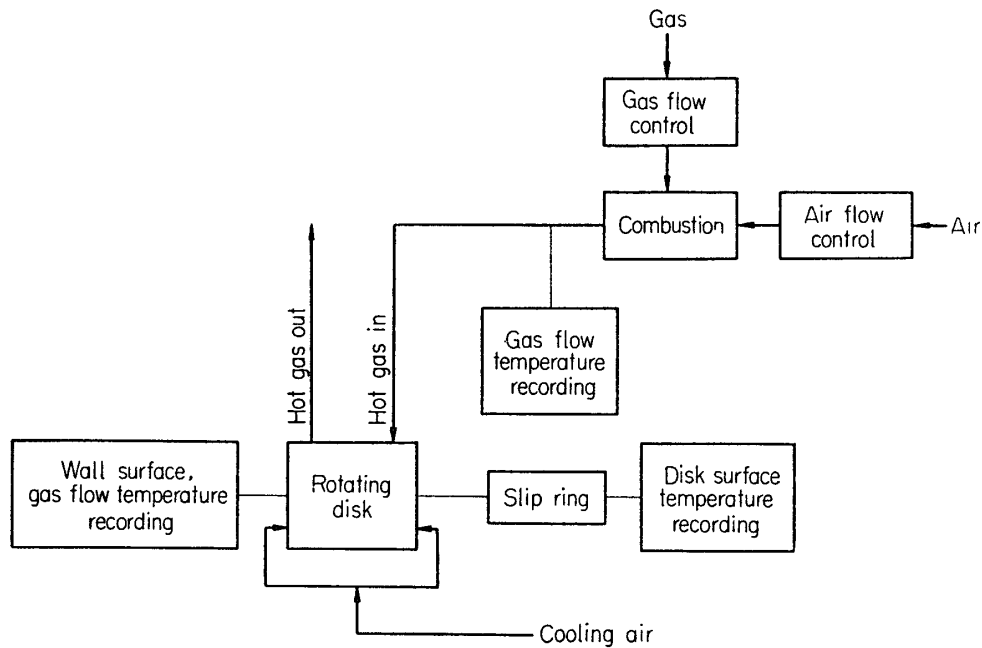 Gas
Gas flow
control
Combustion
Air flow
control
Air
Hot gas out
Hot gas in
Gas flow
temperature
recording
Wall surface,
gas flow temperature
recording
Rotating
disk
Slip ring
Disk surface
temperature
recording
Cooling air